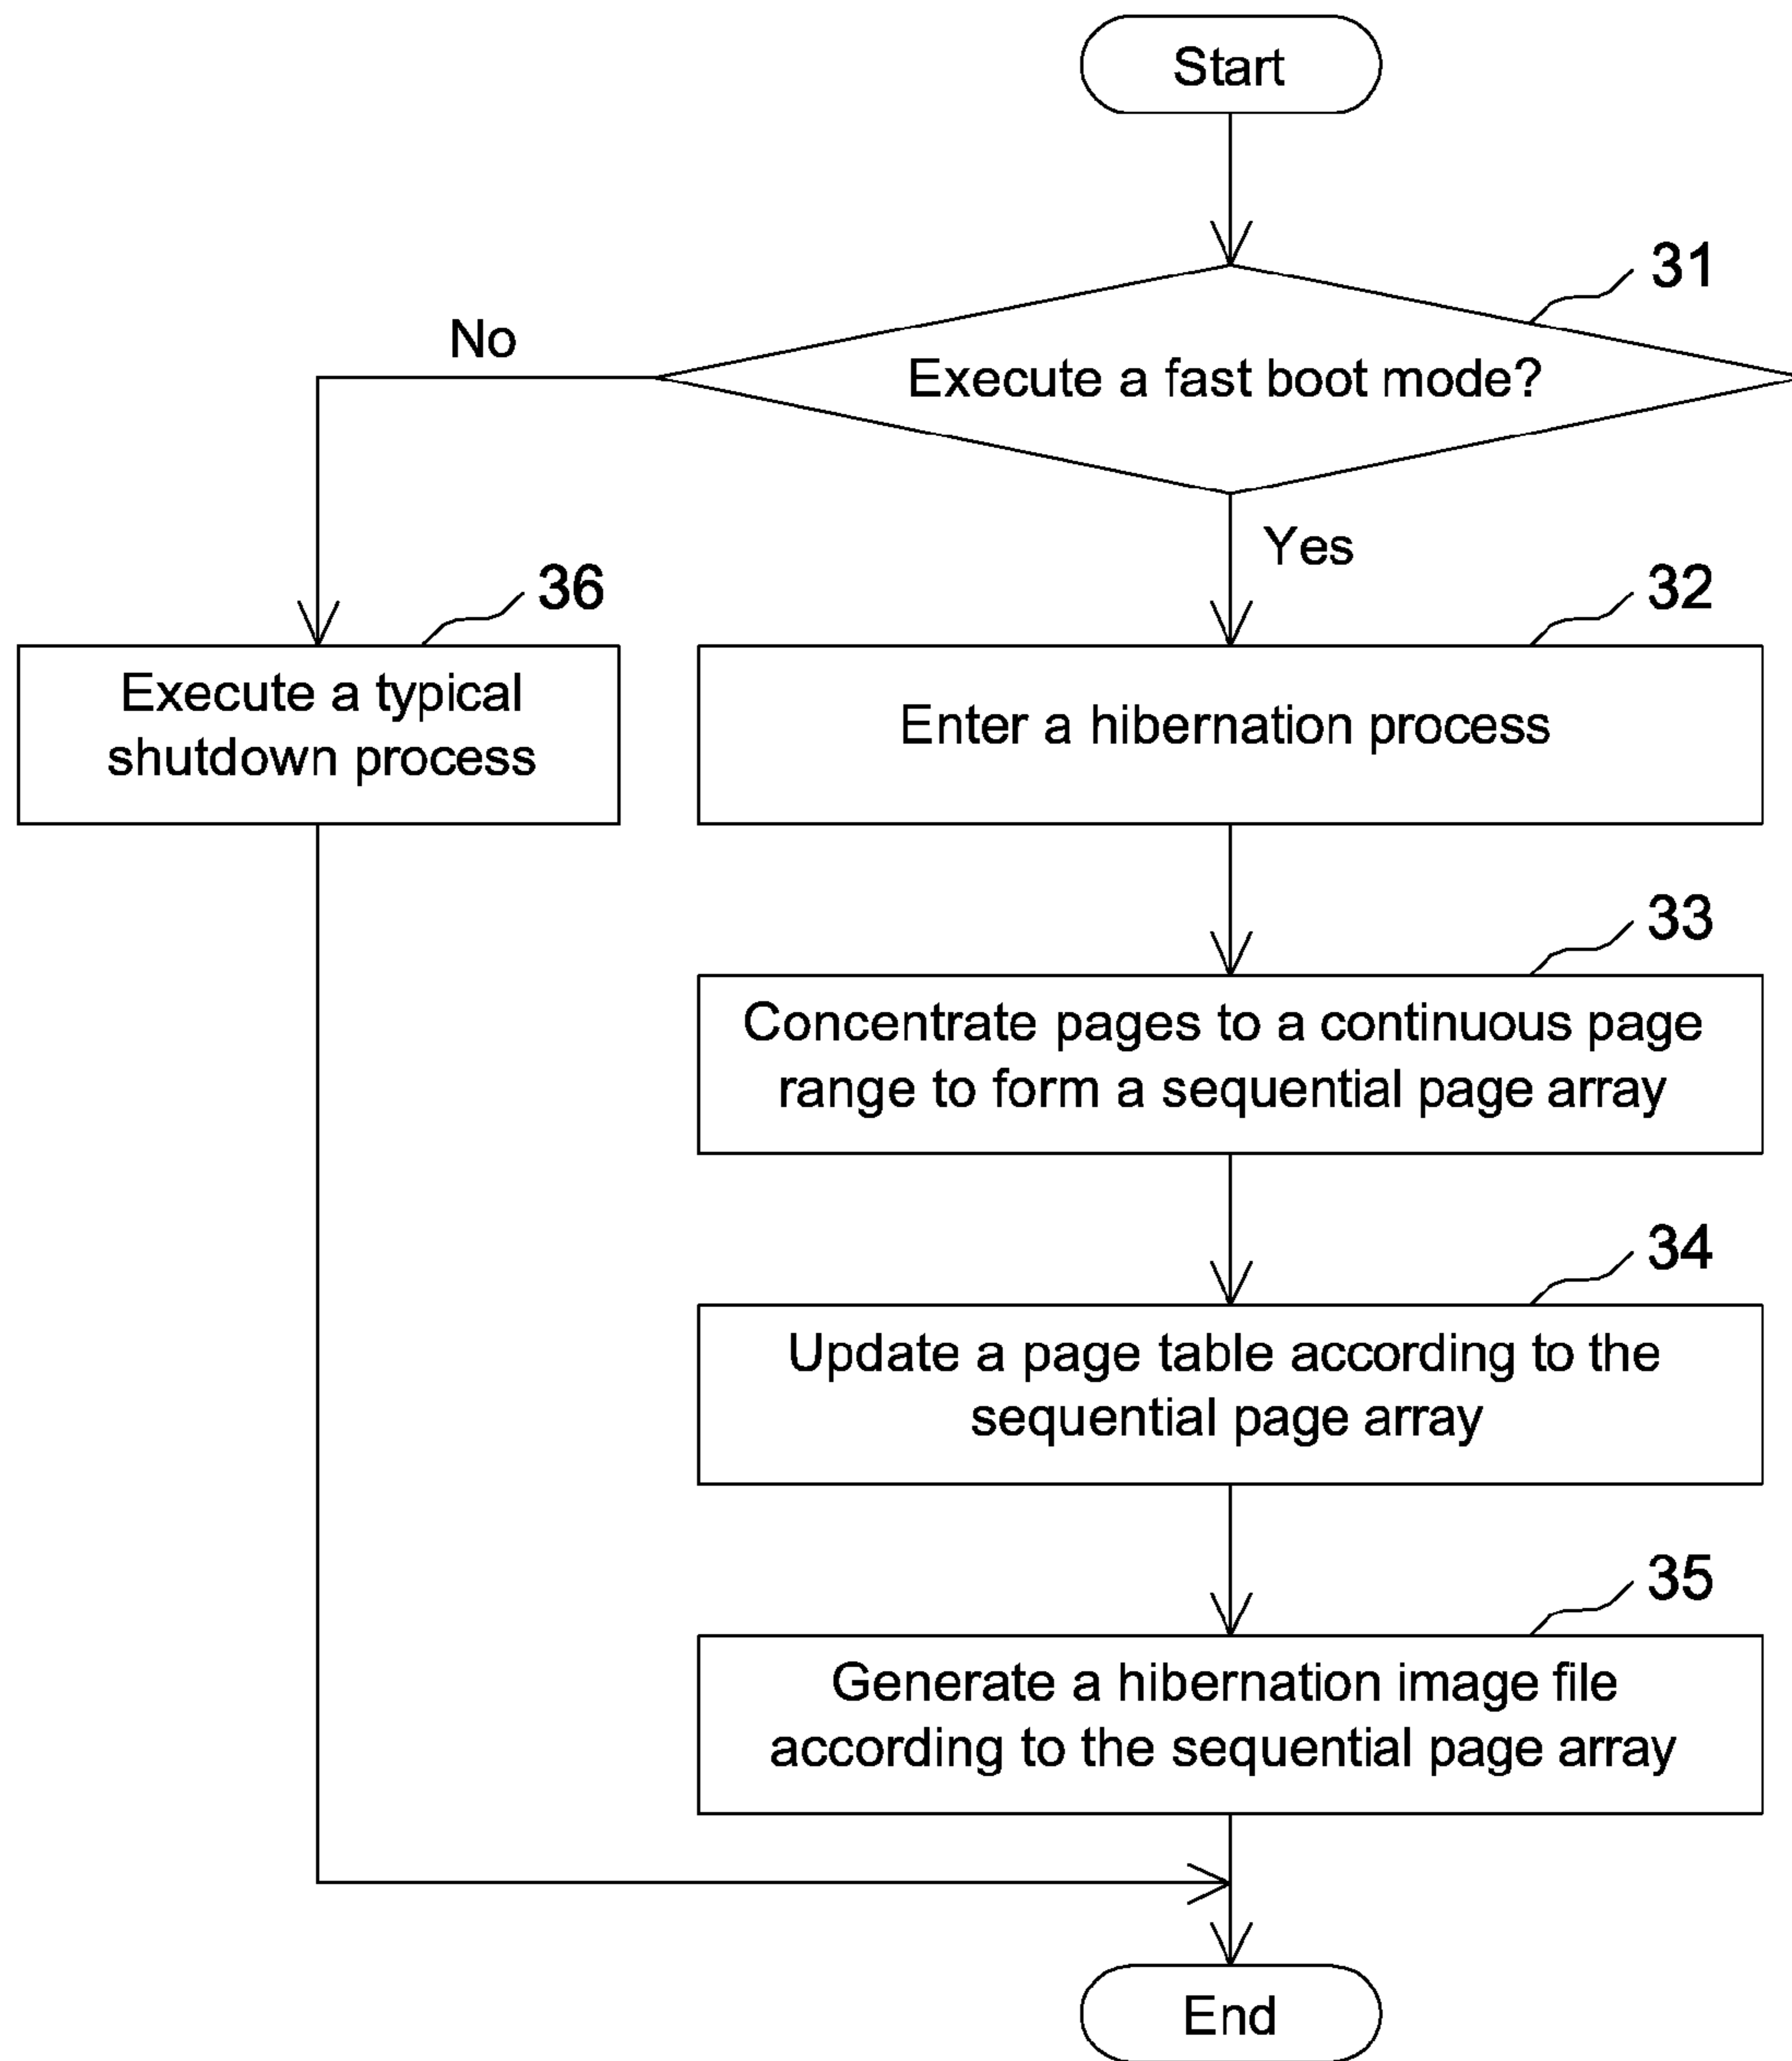 Start
31
Execute a fast boot mode?
No
Yes
36
Execute a typical
shutdown process
32
Enter a hibernation process
33
Concentrate pages to a continuous page
range to form a sequential page array
34
Update a page table according to the
sequential page array
35
Generate a hibernation image file
according to the sequential page array
End